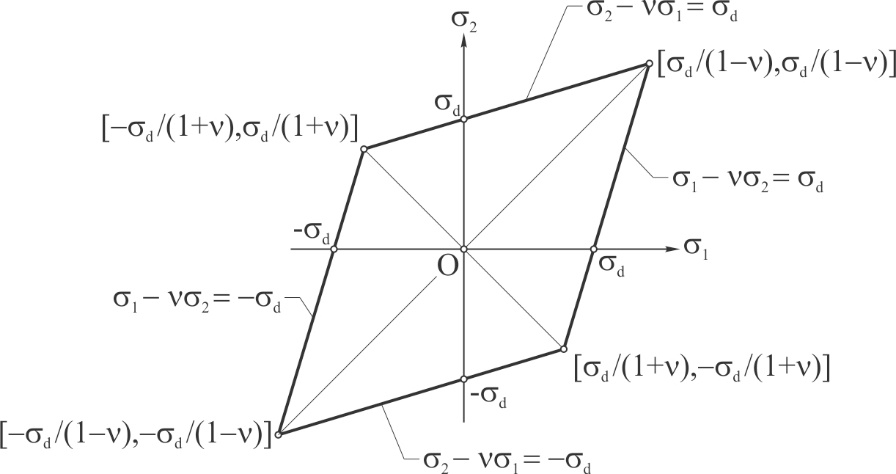 σ₂ – νσ₁ = σd
σ₂
[σd/(1–ν),σd/(1–ν)]
σd
[–σd/(1+ν),σd/(1+ν)]
σ₁ – νσ₂ = σd
-σd
σ₁
O
σd
σ₁ – νσ₂ = –σd
[σd/(1+ν),–σd/(1+ν)]
-σd
[–σd/(1–ν),–σd/(1–ν)]
σ₂ – νσ₁ = –σd